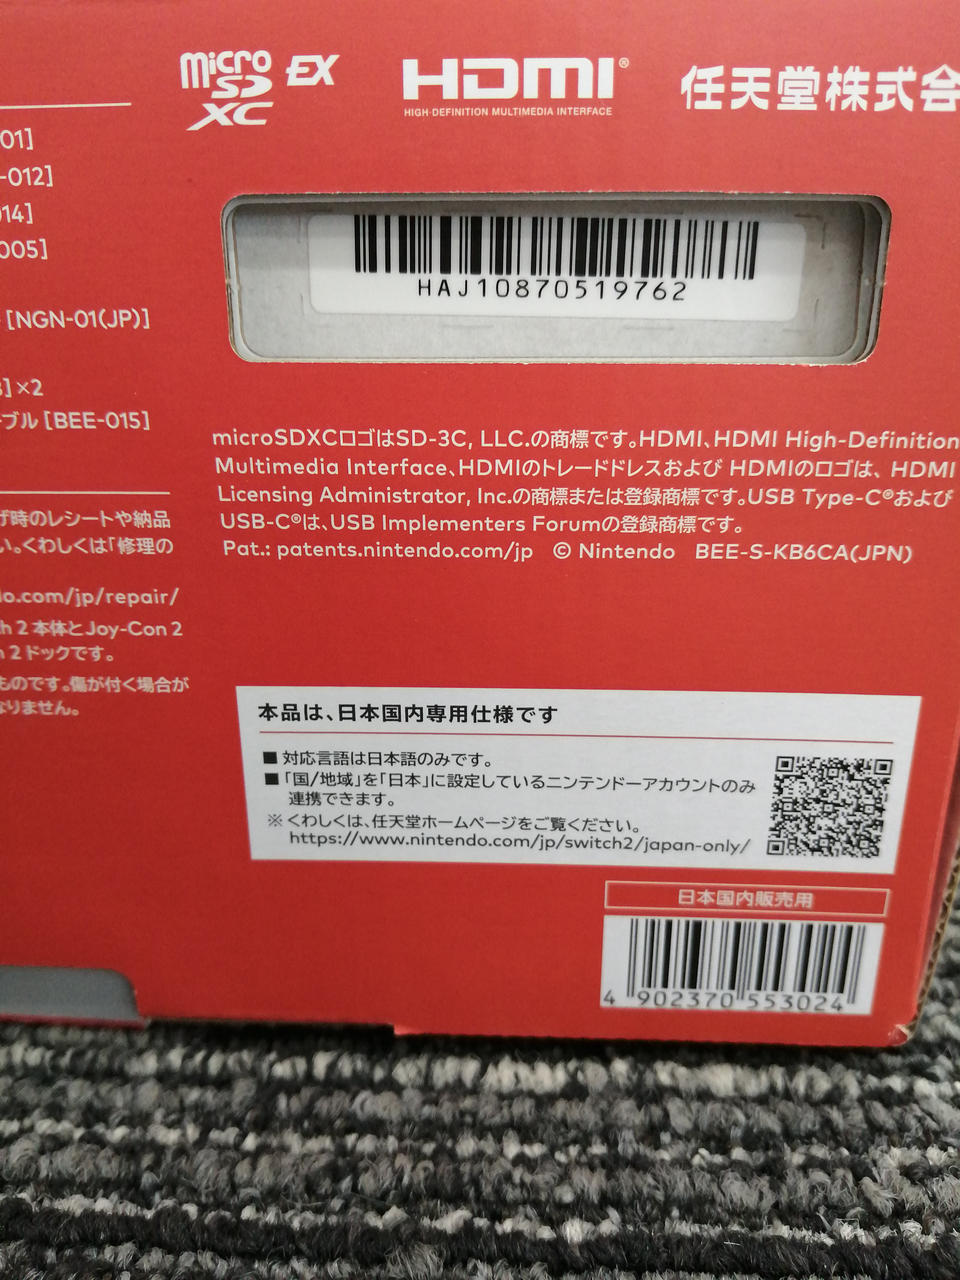 micro SD XC EX
HDMI®
HIGH-DEFINITION MULTIMEDIA INTERFACE
任天堂株式会
01]
-012]
014]
005]
[NGN-01(JP)]
]×2
ブル [BEE-015]
時のレシートや納品
い。くわしくは「修理の
do.com/jp/repair/
ch 2 本体とJoy-Con 2
n 2 ドックです。
ものです。傷が付く場合が
なりません。
HAJ10870519762
microSDXCロゴはSD-3C, LLC.の商標です。HDMI、HDMI High-Definition
Multimedia Interface、HDMIのトレードドレスおよび HDMIのロゴは、 HDMI
Licensing Administrator, Inc.の商標または登録商標です。USB Type-C®および
USB-C®は、USB Implementers Forumの登録商標です。
Pat.: patents.nintendo.com/jp © Nintendo BEE-S-KB6CA(JPN)
本品は、日本国内専用仕様です
■ 対応言語は日本語のみです。
■ 「国/地域」を「日本」に設定しているニンテンドーアカウントのみ
連携できます。
※ くわしくは、任天堂ホームページをご覧ください。
https://www.nintendo.com/jp/switch2/japan-only/
日本国内販売用
4 902370 553024